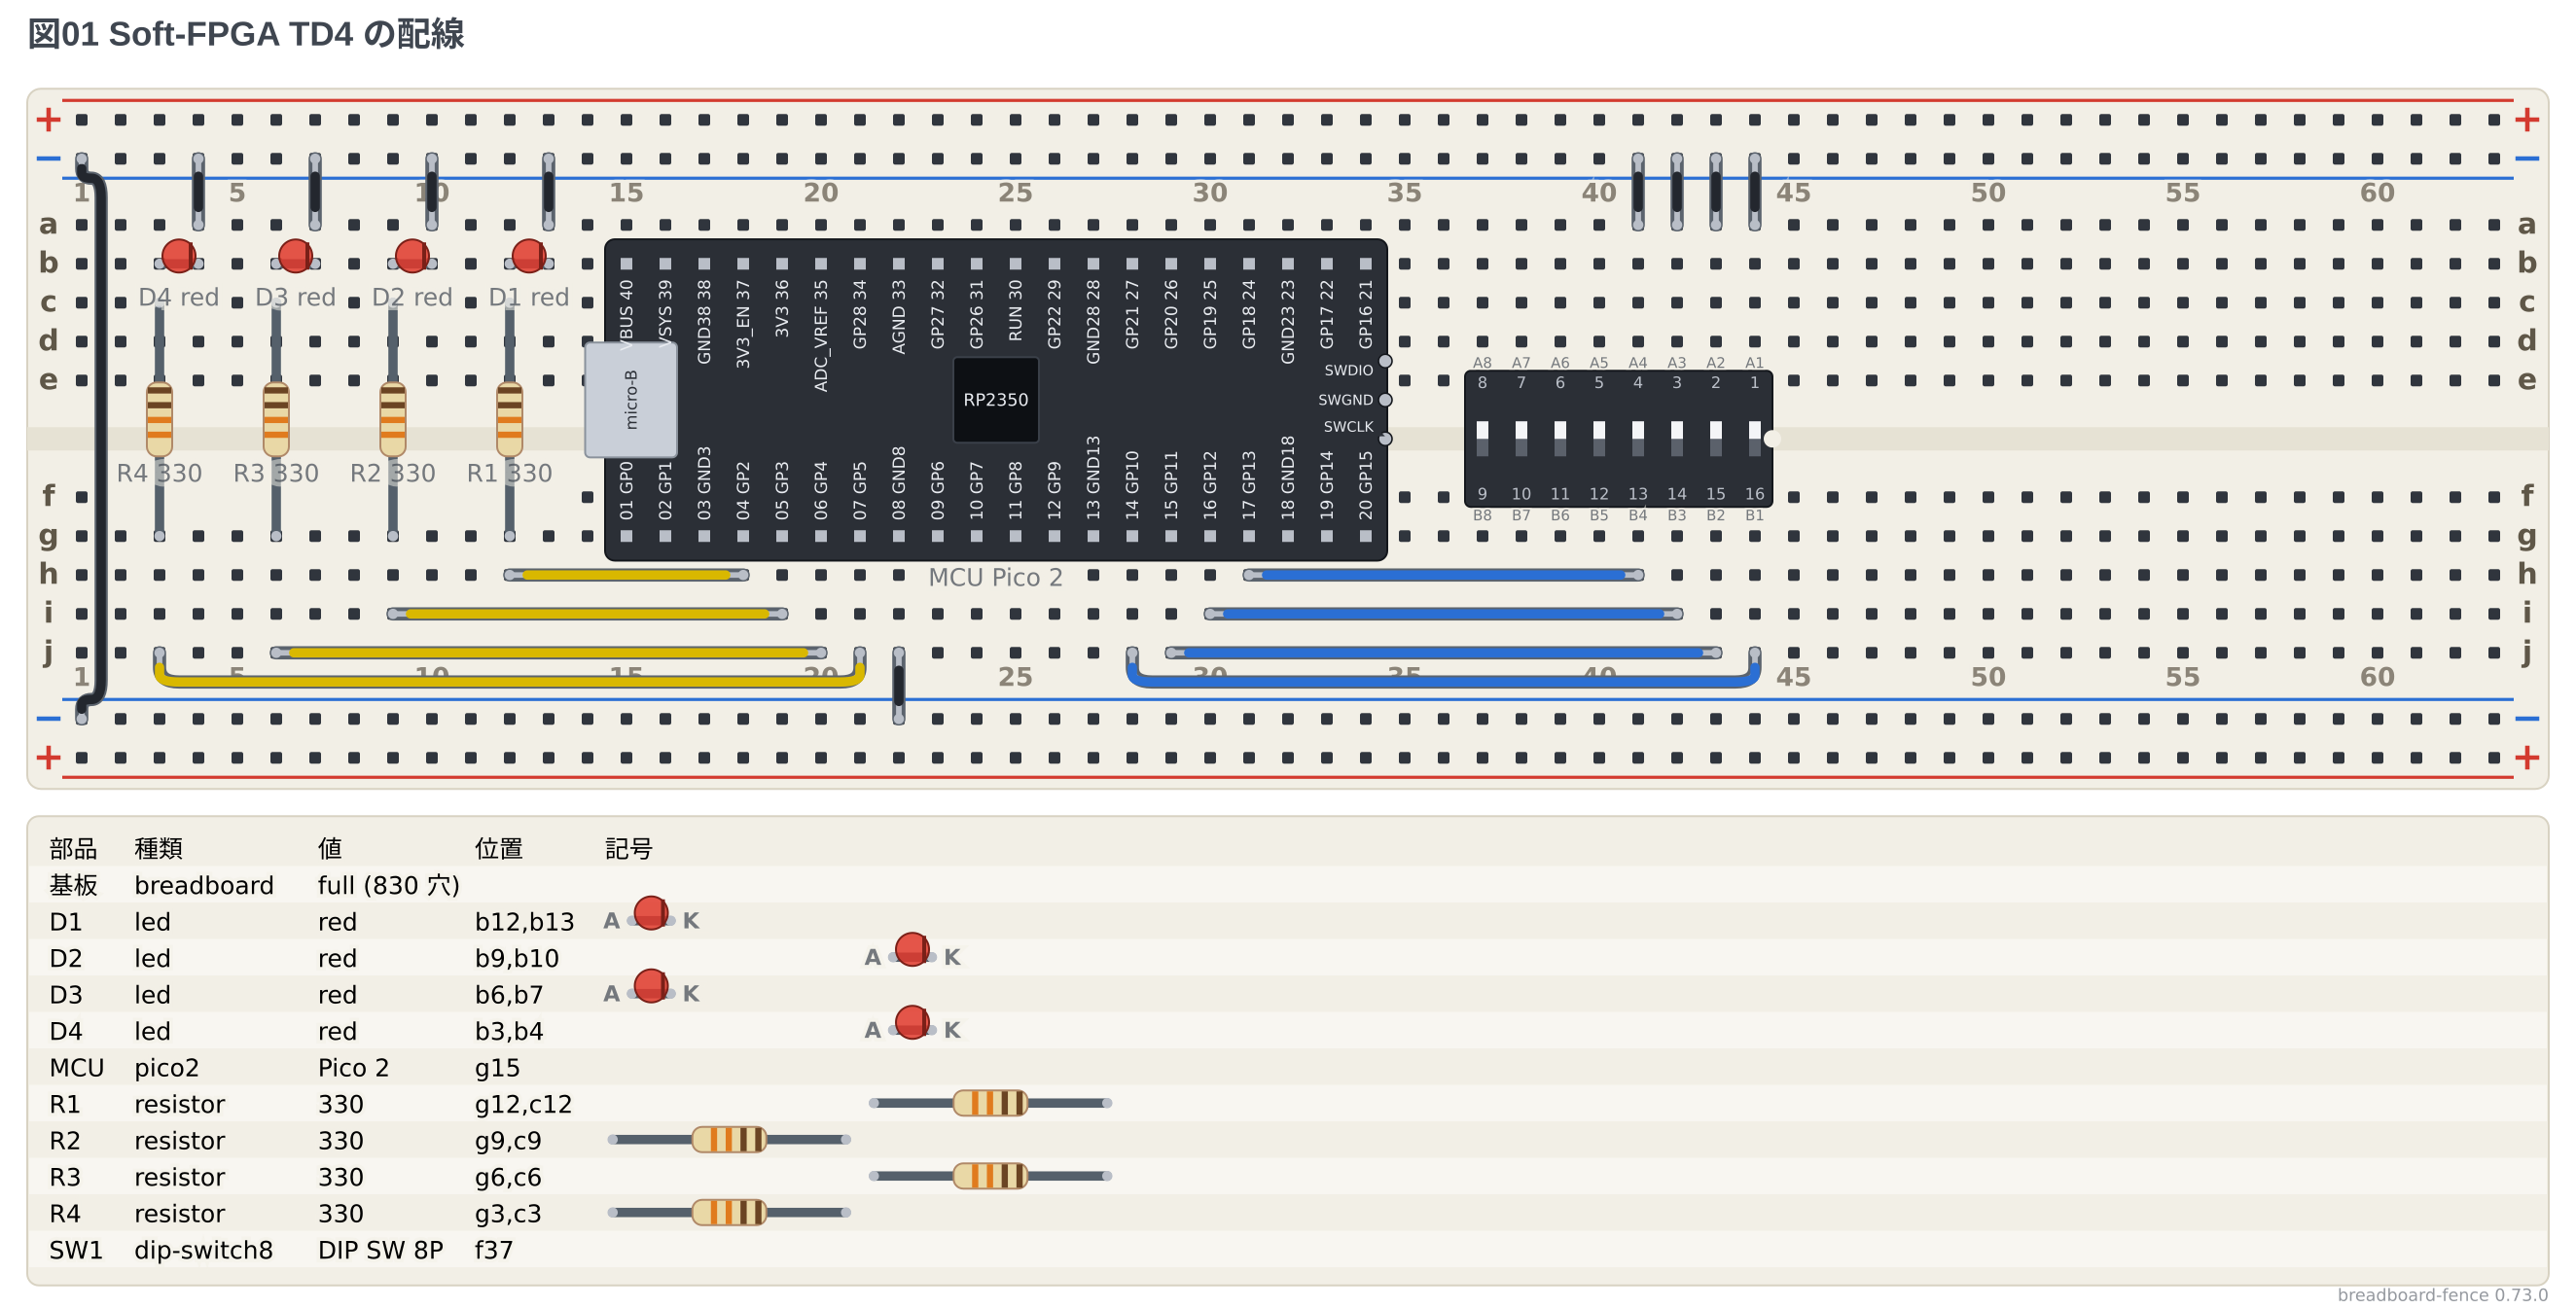 図01 Soft-FPGA TD4 の配線
+ +
− −
1 5 10 15 20 25 30 35 40 45 50 55 60
a a
b b
D4 red D3 red D2 red D1 red
c c
d d
e e
VBUS 40 VSYS 39 GND38 38 3V3_EN 37 3V3 36 ADC_VREF 35 GP28 34 AGND 33 GP27 32 GP26 31 RUN 30 GP22 29 GND28 28 GP21 27 GP20 26 GP19 25 GP18 24 GND23 23 GP17 22 GP16 21
micro-B
RP2350
SWDIO
SWGND
SWCLK
A8 A7 A6 A5 A4 A3 A2 A1
8 7 6 5 4 3 2 1
R4 330 R3 330 R2 330 R1 330
01 GP0 02 GP1 03 GND3 04 GP2 05 GP3 06 GP4 07 GP5 08 GND8 09 GP6 10 GP7 11 GP8 12 GP9 13 GND13 14 GP10 15 GP11 16 GP12 17 GP13 18 GND18 19 GP14 20 GP15
9 10 11 12 13 14 15 16
B8 B7 B6 B5 B4 B3 B2 B1
f f
g g
MCU Pico 2
h h
i i
j j
1 5 10 15 20 25 30 35 40 45 50 55 60
− −
+ +
部品 種類 値 位置 記号
基板 breadboard full (830 穴)
D1 led red b12,b13 A K
D2 led red b9,b10 A K
D3 led red b6,b7 A K
D4 led red b3,b4 A K
MCU pico2 Pico 2 g15
R1 resistor 330 g12,c12
R2 resistor 330 g9,c9
R3 resistor 330 g6,c6
R4 resistor 330 g3,c3
SW1 dip-switch8 DIP SW 8P f37
breadboard-fence 0.73.0